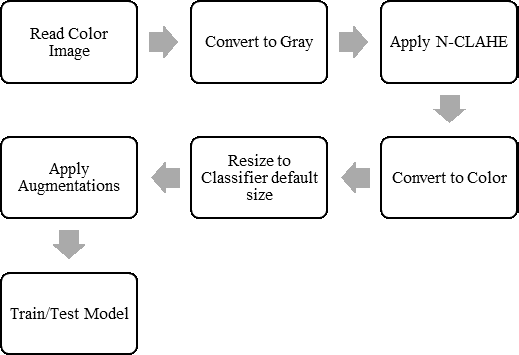 Read Color
Image
Convert to Gray
Apply N-CLAHE
Convert to Color
Resize to
Classifier default
size
Apply
Augmentations
Train/Test Model